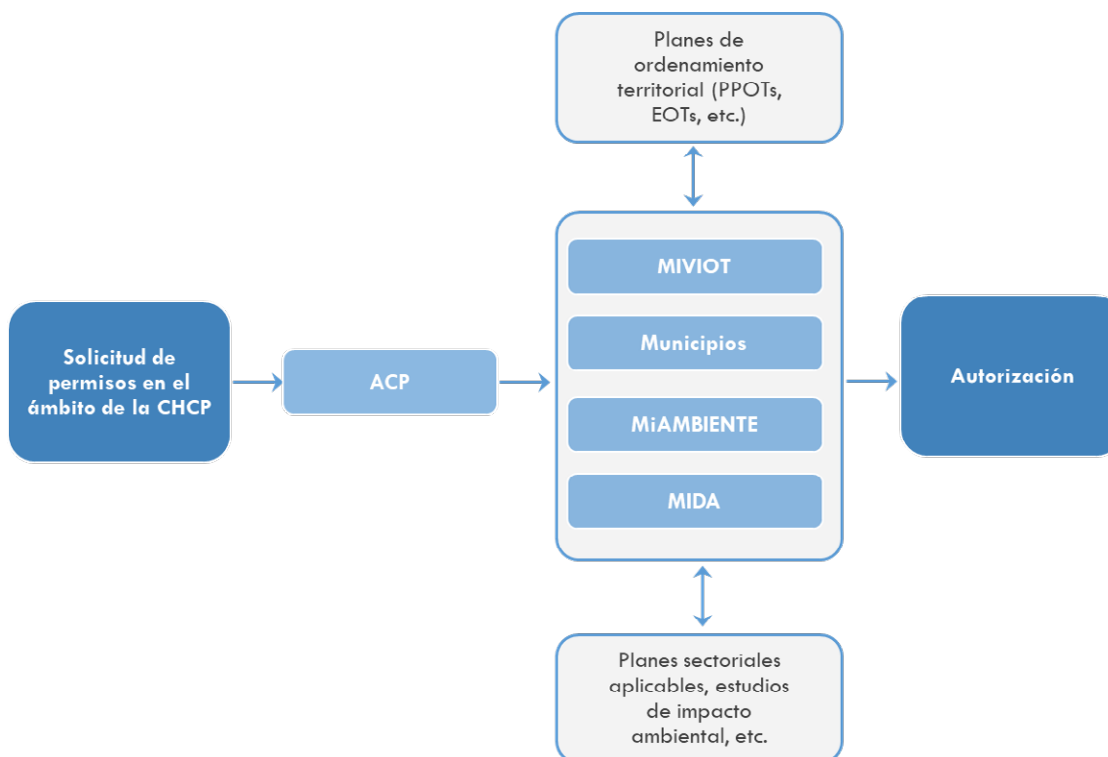 Planes de
ordenamiento
territorial (PPOTs,
EOTs, etc.)
Solicitud de
permisos en el
ámbito de la CHCP
ACP
MIVIOT
Municipios
MiAMBIENTE
MIDA
Autorización
Planes sectoriales
aplicables, estudios
de impacto
ambiental, etc.